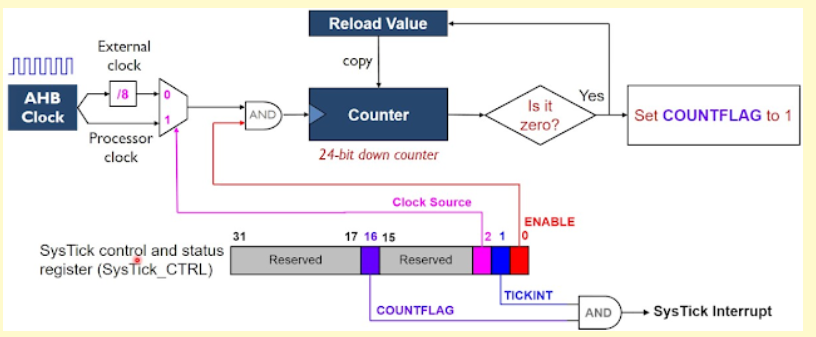 Reload Value
External
clock
copy
AHB
Clock
/8
0
1
AND
Counter
Is it
zero?
Yes
Set COUNTFLAG to 1
Processor
clock
24-bit down counter
Clock Source
ENABLE
31
17
16
15
2
1
0
SysTick control and status
register (SysTick_CTRL)
Reserved
Reserved
TICKINT
COUNTFLAG
AND
SysTick Interrupt